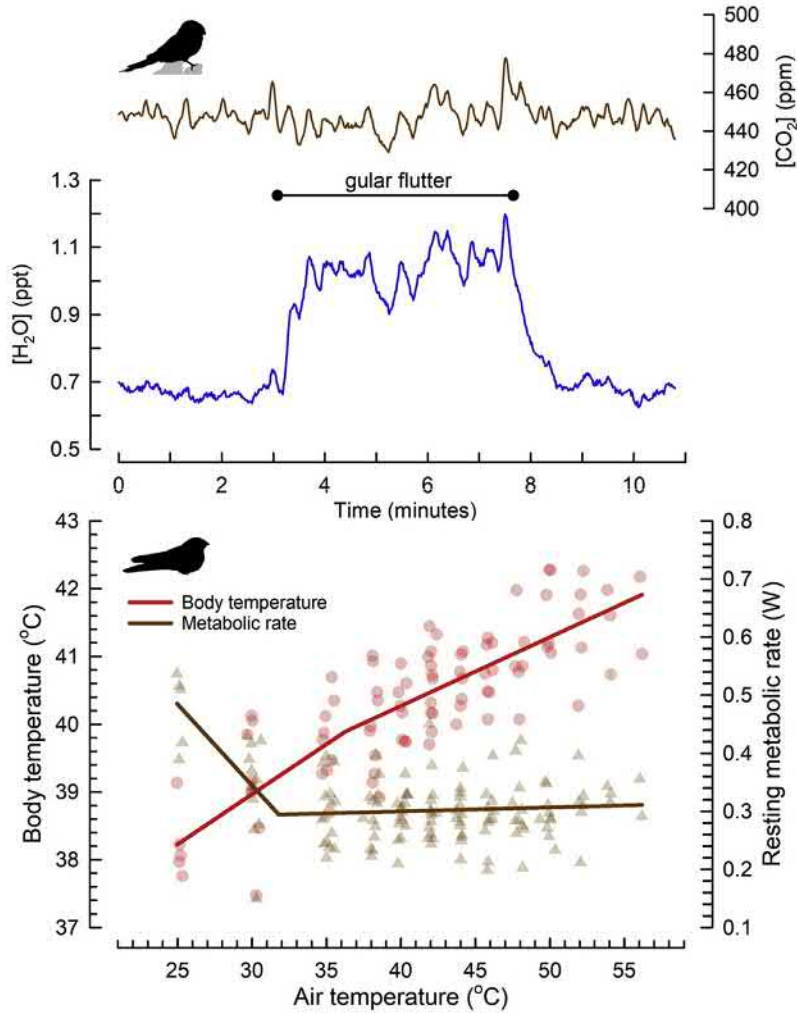 500
480
460
440
420
400
[CO2] (ppm)
gular flutter
1.3
1.1
0.9
0.7
0.5
[H2O] (ppt)
0 2 4 6 8 10
Time (minutes)
43
42
41
40
39
38
37
Body temperature (oC)
Body temperature
Metabolic rate
0.8
0.7
0.6
0.5
0.4
0.3
0.2
0.1
Resting metabolic rate (W)
25 30 35 40 45 50 55
Air temperature (oC)